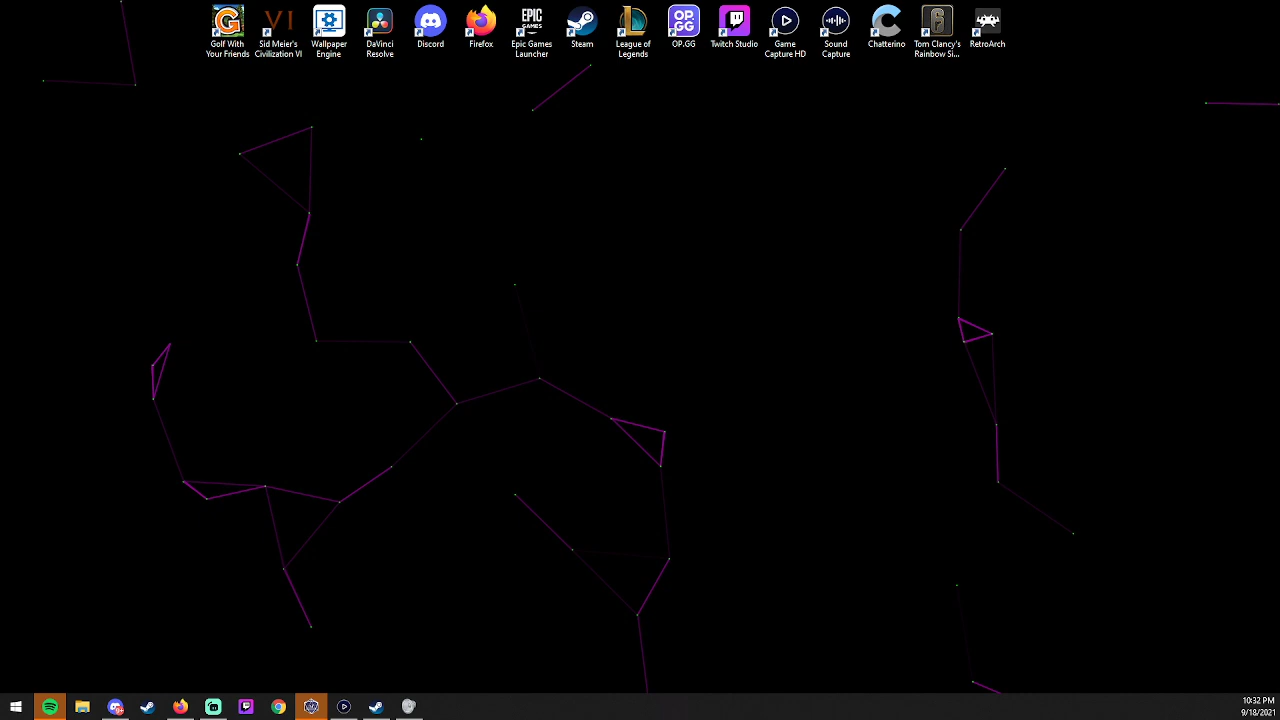 Golf With
Your Friends
Sid Meier's
Civilization VI
Wallpaper
Engine
DaVinci
Resolve
Discord
Firefox
Epic Games
Launcher
Steam
League of
Legends
OP.GG
Twitch Studio
Game
Capture HD
Sound
Capture
Chatterino
Tom Clancy's
Rainbow Si...
RetroArch
VI
EPIC
GAMES
OP.
GG
6
10:32 PM
9/18/2021